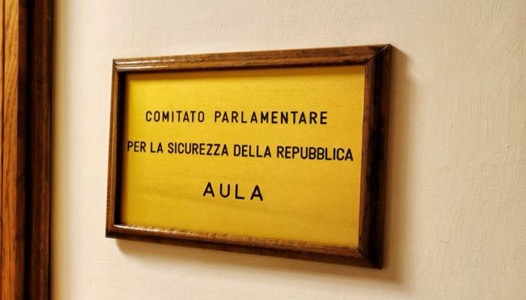 COMITATO PARLAMENTARE
PER LA SICUREZZA DELLA REPUBBLICA
AULA